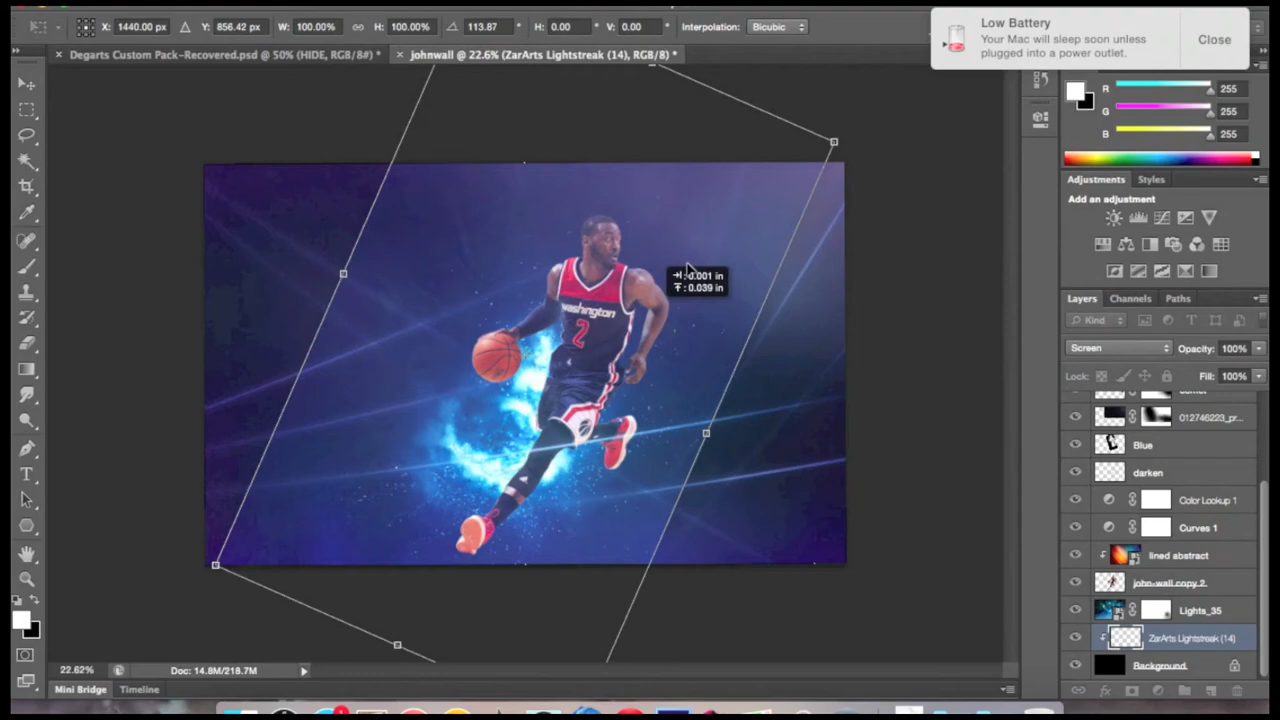 X: 1440.00 px Y: 856.42 px W: 100.00% H: 100.00% 113.87 ° H: 0.00 ° V: 0.00 ° Interpolation: Bicubic
Low Battery
Your Mac will sleep soon unless
plugged into a power outlet.
Close
× Degarts Custom Pack-Recovered.psd @ 50% (HIDE, RGB/8#) *
× johnwall @ 22.6% (ZarArts Lightstreak (14), RGB/8) *
R 255
G 255
B 255
Adjustments Styles
Add an adjustment
Layers Channels Paths
Kind
Screen Opacity: 100%
Lock: Fill: 100%
012746223_pr...
Blue
darken
Color Lookup 1
Curves 1
lined abstract
john-wall copy 2
Lights_35
ZarArts Lightstreak (14)
Background
: 0.001 in
: 0.039 in
washington
2
T
22.62% Doc: 14.8M/218.7M
Mini Bridge Timeline